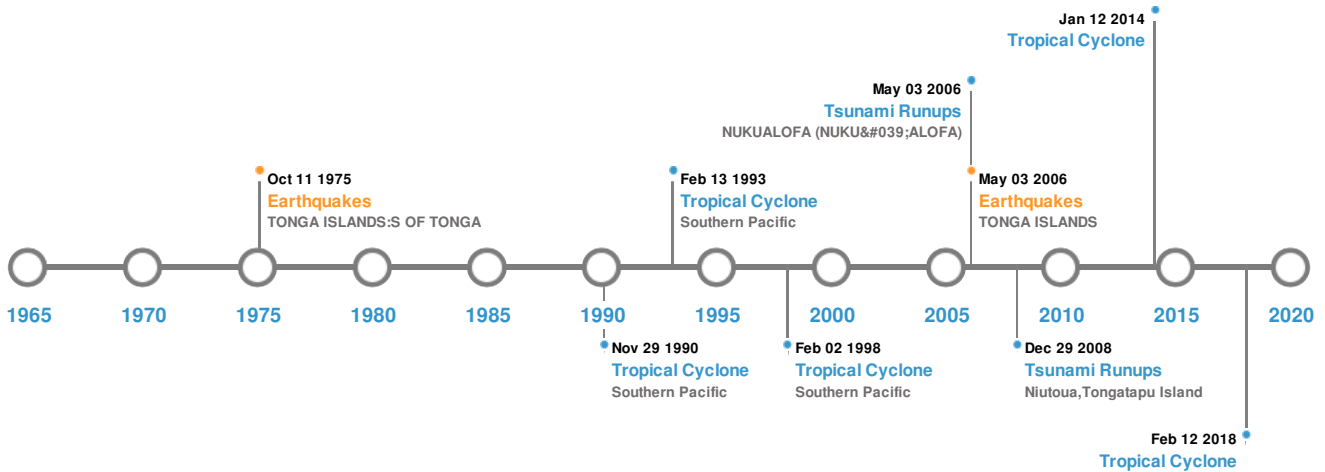 Jan 12 2014
Tropical Cyclone
May 03 2006
Tsunami Runups
NUKUALOFA (NUKU&#039;ALOFA)
Oct 11 1975
Earthquakes
TONGA ISLANDS:S OF TONGA
Feb 13 1993
Tropical Cyclone
Southern Pacific
May 03 2006
Earthquakes
TONGA ISLANDS
1965 1970 1975 1980 1985 1990 1995 2000 2005 2010 2015 2020
Nov 29 1990
Tropical Cyclone
Southern Pacific
Feb 02 1998
Tropical Cyclone
Southern Pacific
Dec 29 2008
Tsunami Runups
Niutoua,Tongatapu Island
Feb 12 2018
Tropical Cyclone